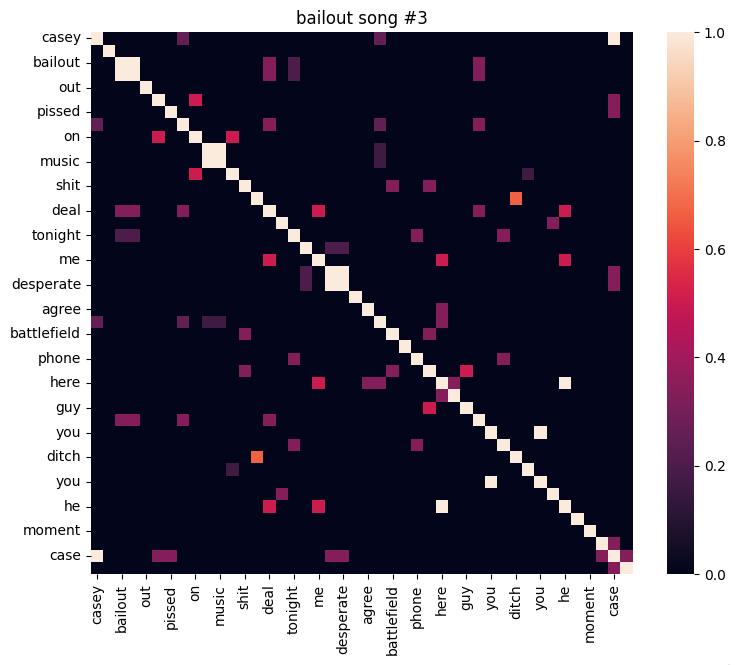 bailout song #3
casey
bailout
out
pissed
on
music
shit
deal
tonight
me
desperate
agree
battlefield
phone
here
guy
you
ditch
you
he
moment
case
1.0
0.8
0.6
0.4
0.2
0.0
casey
bailout
out
pissed
on
music
shit
deal
tonight
me
desperate
agree
battlefield
phone
here
guy
you
ditch
you
he
moment
case